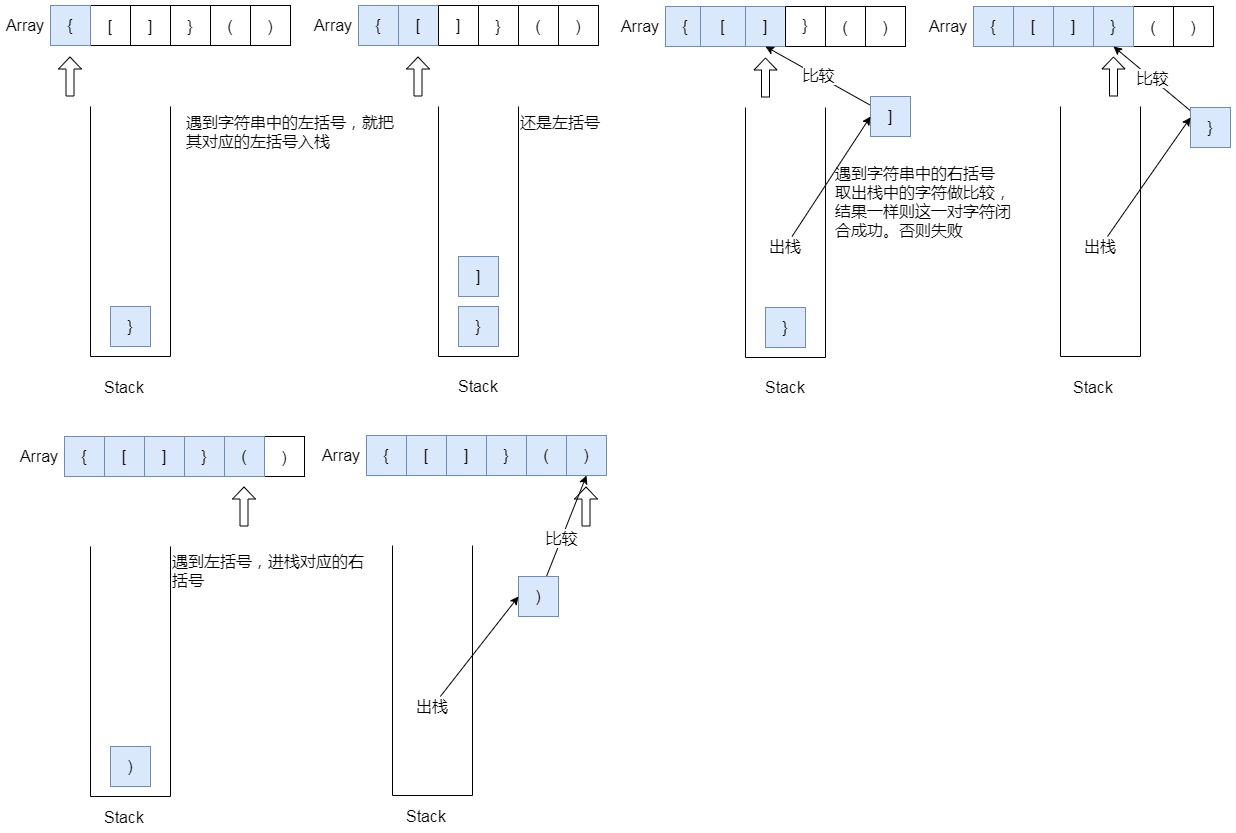 Array { [ ] } ( )
遇到字符串中的左括号，就把
其对应的左括号入栈
}
Stack
Array { [ ] } ( )
还是左括号
]
}
Stack
Array { [ ] } ( )
比较
]
遇到字符串中的右括号
取出栈中的字符做比较，
结果一样则这一对字符闭
合成功。否则失败
出栈
}
Stack
Array { [ ] } ( )
比较
}
出栈
Stack
Array { [ ] } ( )
遇到左括号，进栈对应的右
括号
)
Stack
Array { [ ] } ( )
比较
)
出栈
Stack